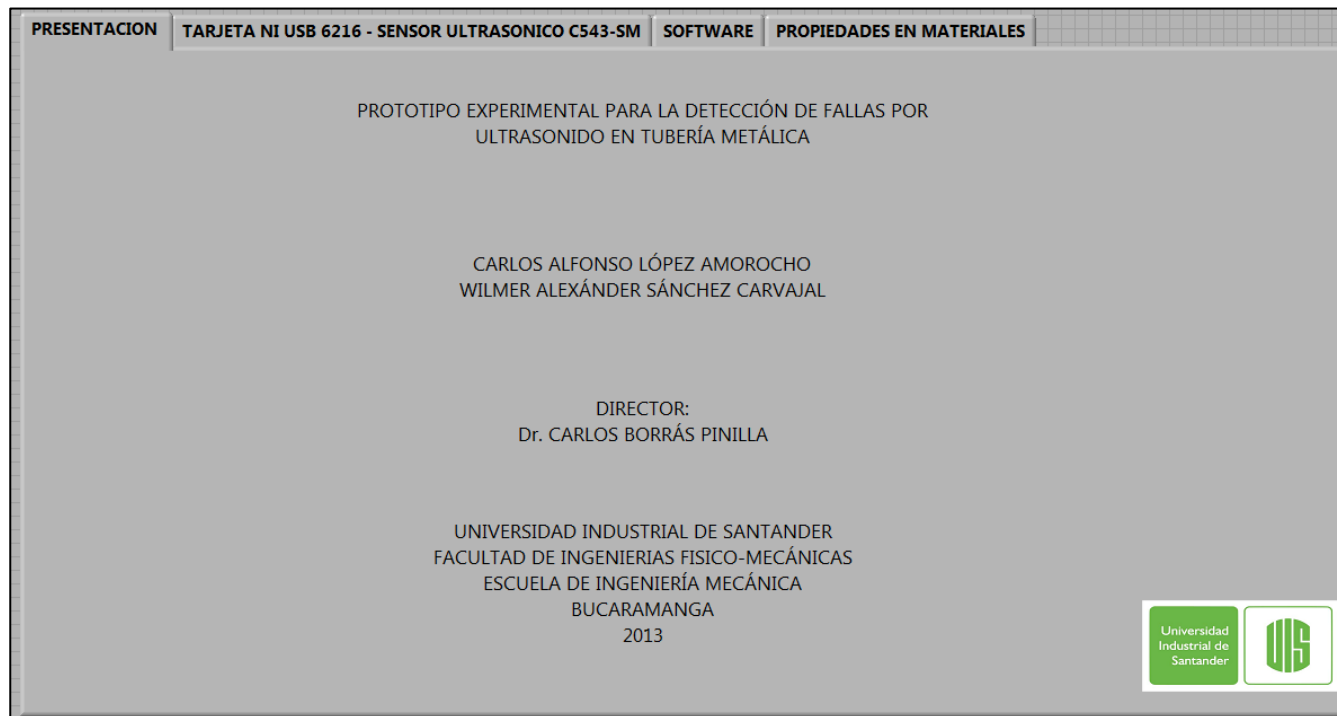 PRESENTACION
TARJETA NI USB 6216 - SENSOR ULTRASONICO C543-SM
SOFTWARE
PROPIEDADES EN MATERIALES
PROTOTIPO EXPERIMENTAL PARA LA DETECCIÓN DE FALLAS POR
ULTRASONIDO EN TUBERÍA METÁLICA
CARLOS ALFONSO LÓPEZ AMOROCHO
WILMER ALEXÁNDER SÁNCHEZ CARVAJAL
DIRECTOR:
Dr. CARLOS BORRÁS PINILLA
UNIVERSIDAD INDUSTRIAL DE SANTANDER
FACULTAD DE INGENIERIAS FISICO-MECÁNICAS
ESCUELA DE INGENIERÍA MECÁNICA
BUCARAMANGA
2013
Universidad
Industrial de
Santander
UIS